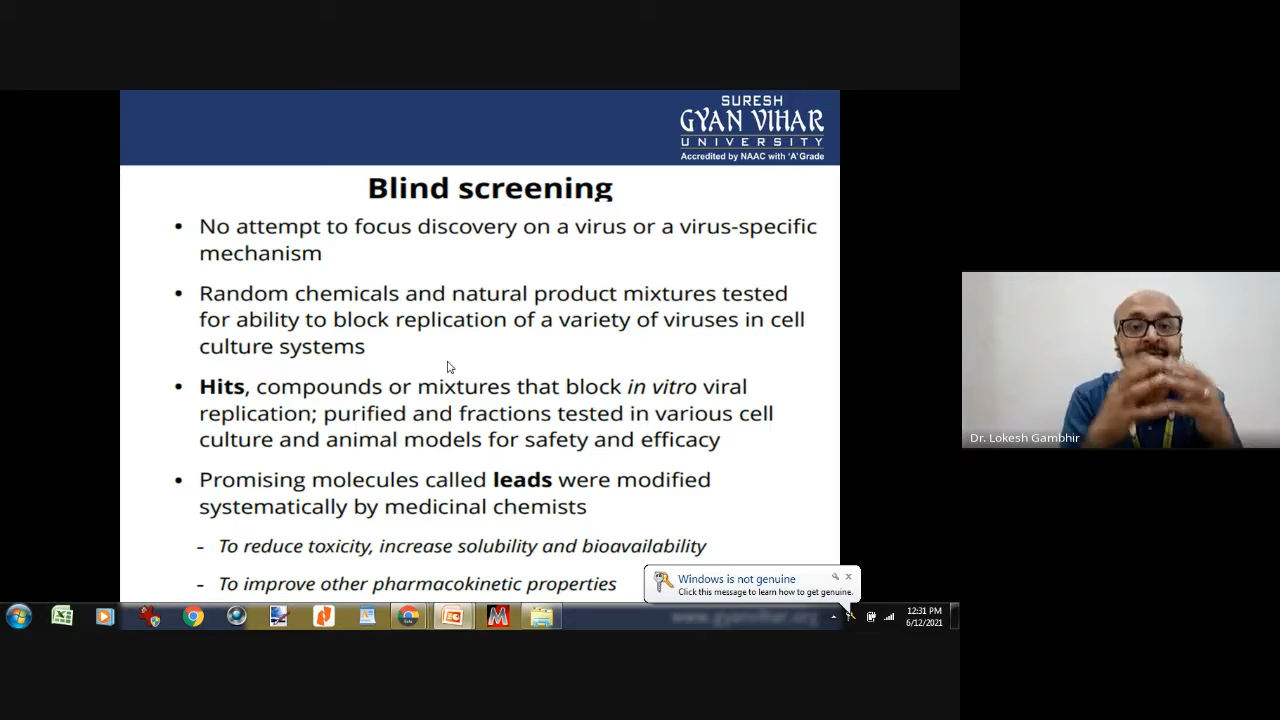 SURESH
GYAN VIHAR
UNIVERSITY
Accredited by NAAC with 'A' Grade
Blind screening
• No attempt to focus discovery on a virus or a virus-specific
mechanism
• Random chemicals and natural product mixtures tested
for ability to block replication of a variety of viruses in cell
culture systems
• Hits, compounds or mixtures that block in vitro viral
replication; purified and fractions tested in various cell
culture and animal models for safety and efficacy
• Promising molecules called leads were modified
systematically by medicinal chemists
- To reduce toxicity, increase solubility and bioavailability
- To improve other pharmacokinetic properties
Windows is not genuine
Click this message to learn how to get genuine.
12:31 PM
6/12/2021
Dr. Lokesh Gambhir